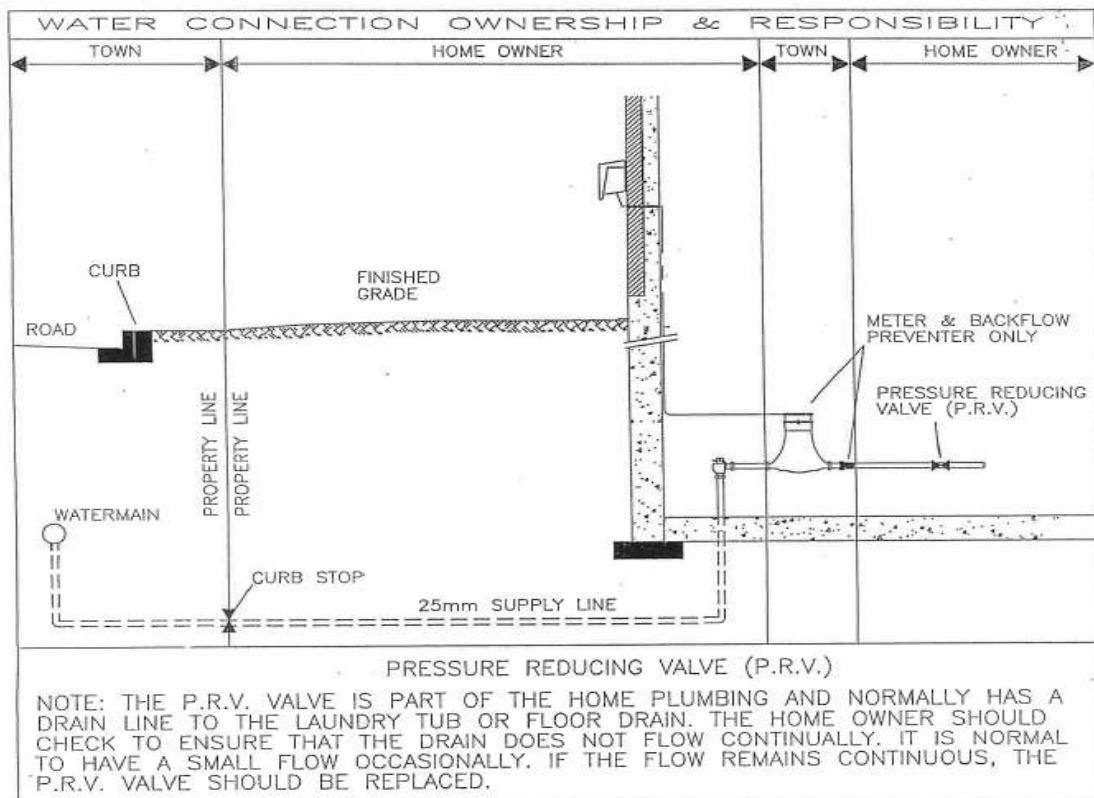 WATER CONNECTION OWNERSHIP & RESPONSIBILITY
TOWN HOME OWNER TOWN HOME OWNER
CURB
FINISHED
GRADE
ROAD
METER & BACKFLOW
PREVENTER ONLY
PRESSURE REDUCING
VALVE (P.R.V.)
PROPERTY LINE
PROPERTY LINE
WATERMAIN
CURB STOP
25mm SUPPLY LINE
PRESSURE REDUCING VALVE (P.R.V.)
NOTE: THE P.R.V. VALVE IS PART OF THE HOME PLUMBING AND NORMALLY HAS A
DRAIN LINE TO THE LAUNDRY TUB OR FLOOR DRAIN. THE HOME OWNER SHOULD
CHECK TO ENSURE THAT THE DRAIN DOES NOT FLOW CONTINUALLY. IT IS NORMAL
TO HAVE A SMALL FLOW OCCASIONALLY. IF THE FLOW REMAINS CONTINUOUS, THE
P.R.V. VALVE SHOULD BE REPLACED.